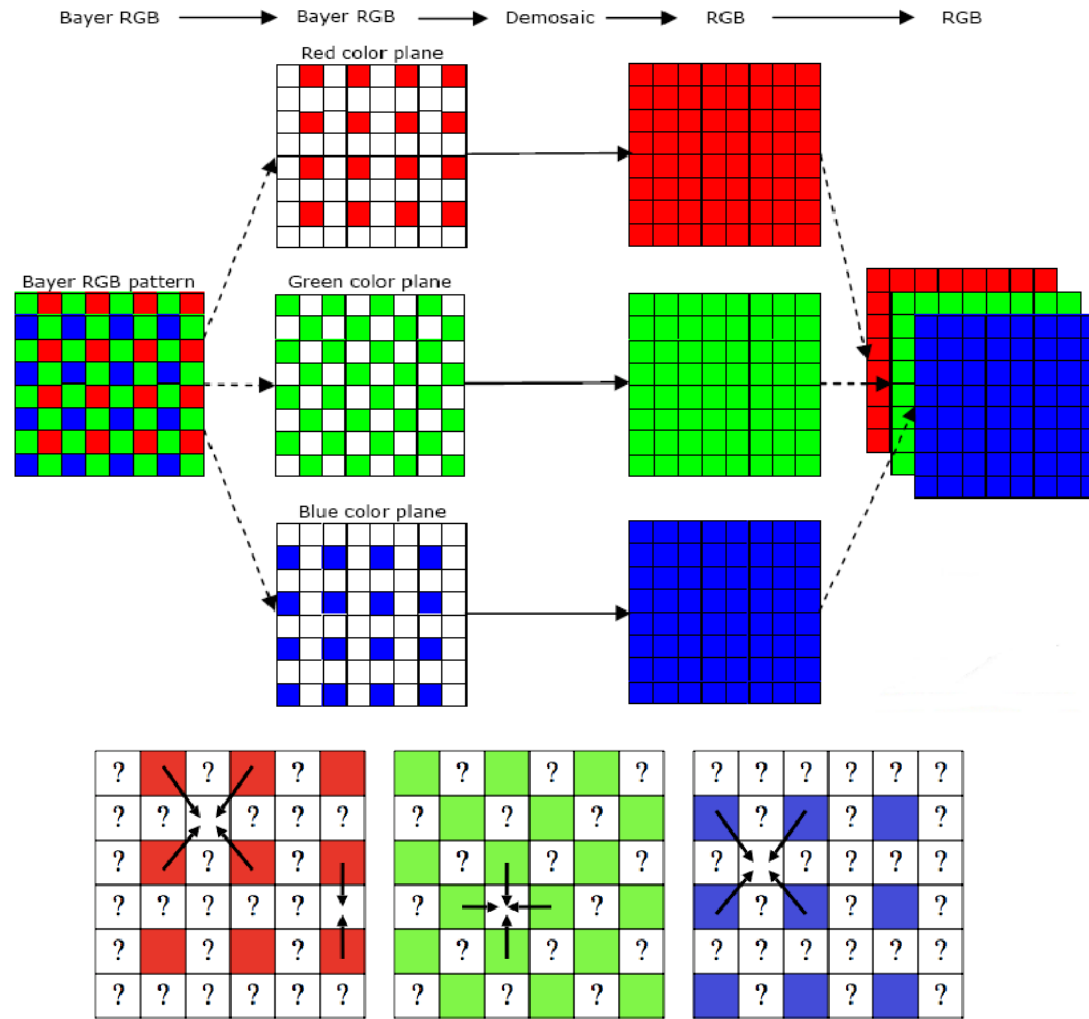 Bayer RGB Bayer RGB Demosaic RGB RGB
Red color plane
Bayer RGB pattern
Green color plane
Blue color plane
? ? ? ? ? ? ? ? ? ? ? ?
? ? ? ? ? ? ? ? ? ? ?
? ? ? ? ? ? ? ? ? ? ?
? ? ? ? ? ? ? ? ? ?
? ? ? ? ? ? ? ? ? ? ? ?
? ? ? ? ? ? ? ? ? ? ? ?